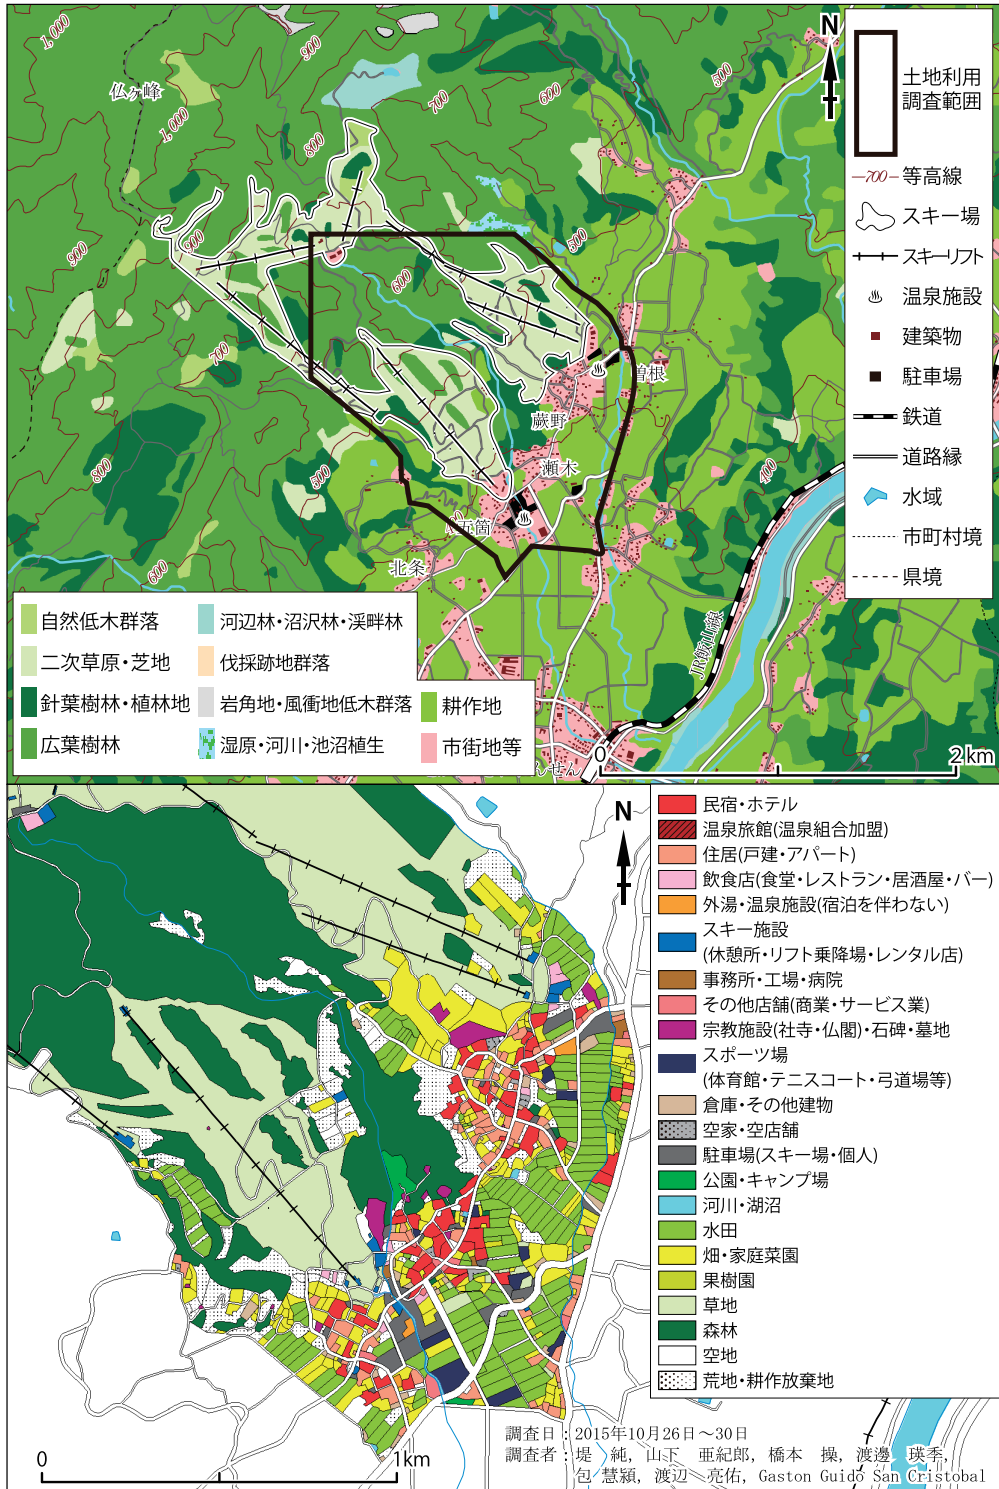 1,000
900
N
仏ヶ峰
1,000
700
600
500
800
土地利用
調査範囲
-700- 等高線
スキー場
スキーリフト
温泉施設
建築物
駐車場
鉄道
道路縁
水域
市町村境
県境
900
900
500
600
700
曽根
蕨野
瀬木
五箇
北条
800
500
400
600
JR飯山線
自然低木群落
二次草原・芝地
針葉樹林・植林地
広葉樹林
河辺林・沼沢林・渓畔林
伐採跡地群落
岩角地・風衝地低木群落
湿原・河川・池沼植生
耕作地
市街地等
んせん
0
2 km
N
民宿・ホテル
温泉旅館(温泉組合加盟)
住居(戸建・アパート)
飲食店(食堂・レストラン・居酒屋・バー)
外湯・温泉施設(宿泊を伴わない)
スキー施設
(休憩所・リフト乗降場・レンタル店)
事務所・工場・病院
その他店舗(商業・サービス業)
宗教施設(社寺・仏閣)・石碑・墓地
スポーツ場
(体育館・テニスコート・弓道場等)
倉庫・その他建物
空家・空店舗
駐車場(スキー場・個人)
公園・キャンプ場
河川・湖沼
水田
畑・家庭菜園
果樹園
草地
森林
空地
荒地・耕作放棄地
0
1km
調査日：2015年10月26日～30日
調査者：堤 純, 山下 亜紀郎, 橋本 操, 渡邊 瑛季,
包 慧穎, 渡辺 亮佑, Gaston Guido San Cristobal